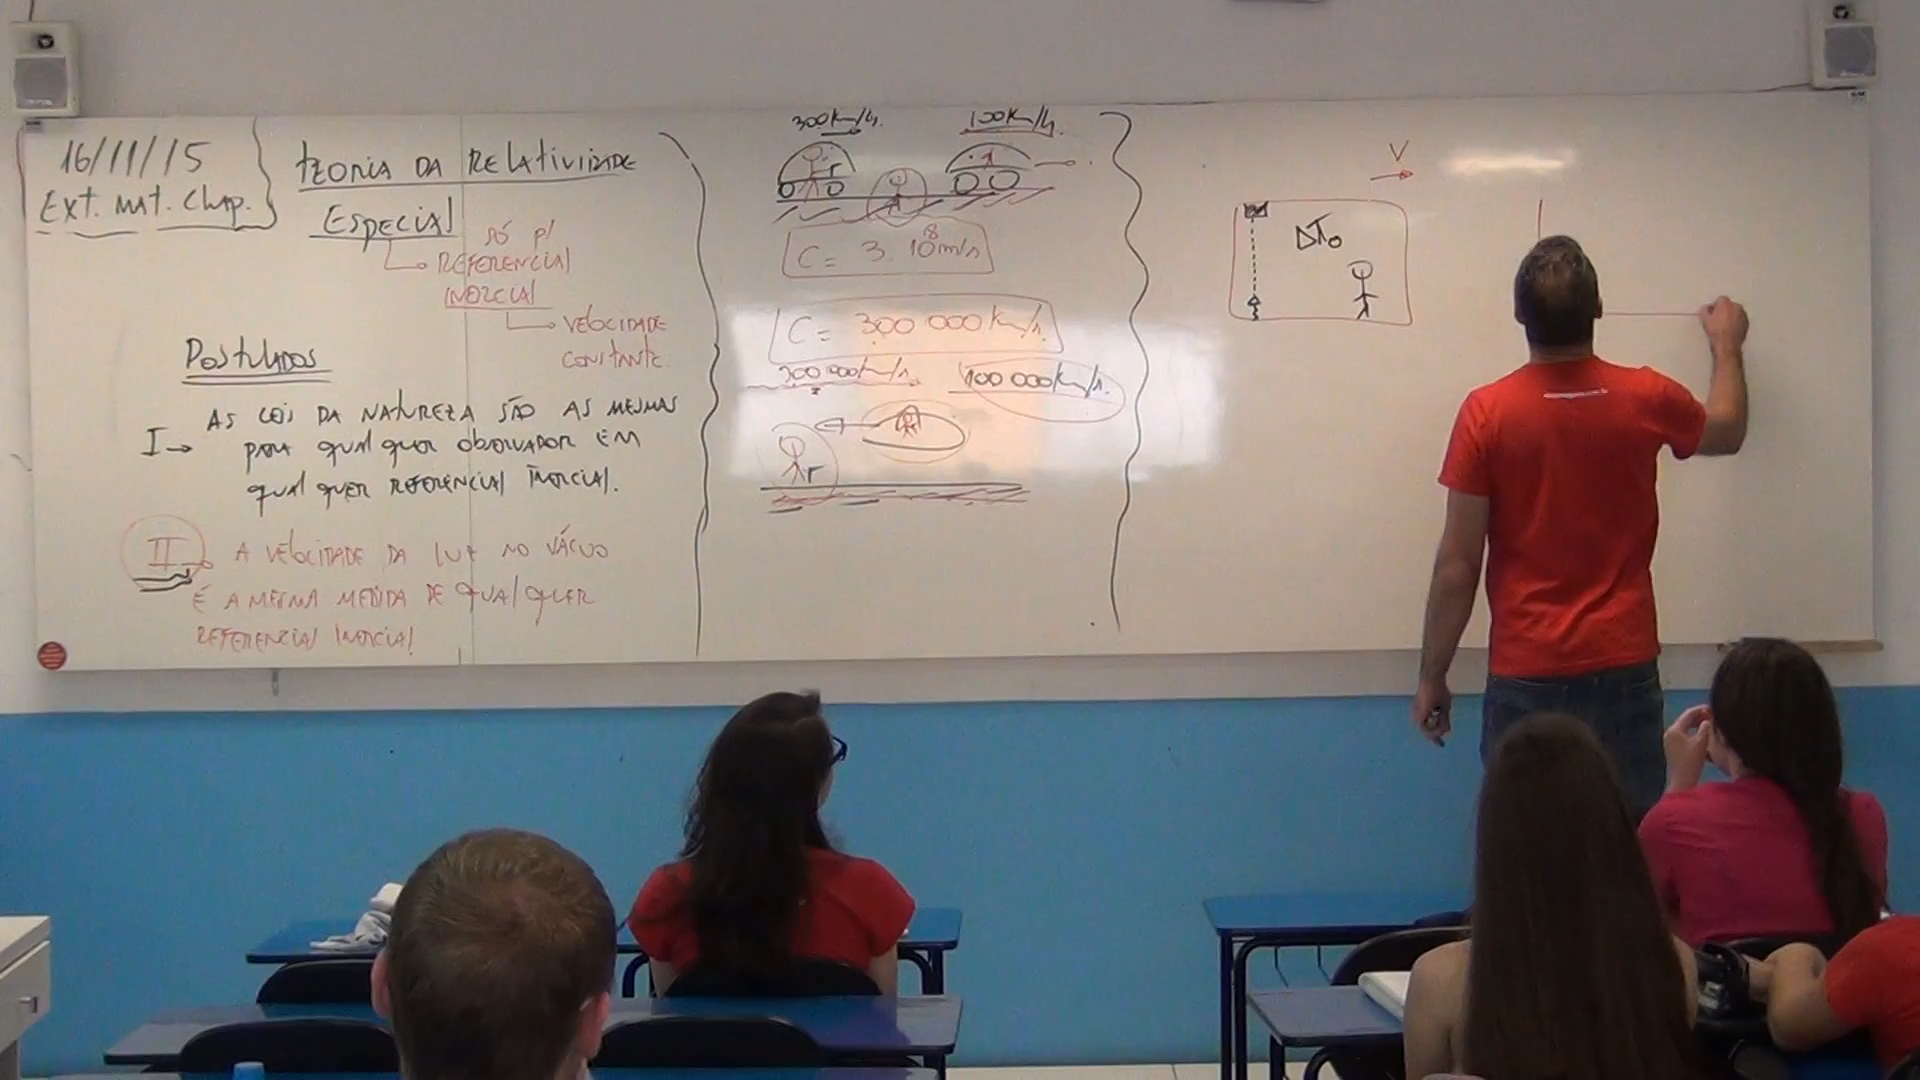 16/11/15
Ext. Mat. Chap.
TEORIA DA RELATIVIDADE
ESPECIAL
SÓ P/
REFERENCIAL
INERCIAL
VELOCIDADE
CONSTANTE.
POSTULADOS
I → AS LEIS DA NATUREZA SÃO AS MESMAS
PARA QUALQUER OBSERVADOR EM
QUALQUER REFERENCIAL INERCIAL.
II → A VELOCIDADE DA LUZ NO VÁCUO
É A MESMA MEDIDA DE QUALQUER
REFERENCIAL INERCIAL
300km/h.
100km/h.
C = 3.10⁸m/s
C = 300 000 km/s.
300 000km/s.
100 000km/s.
V
ΔT₀